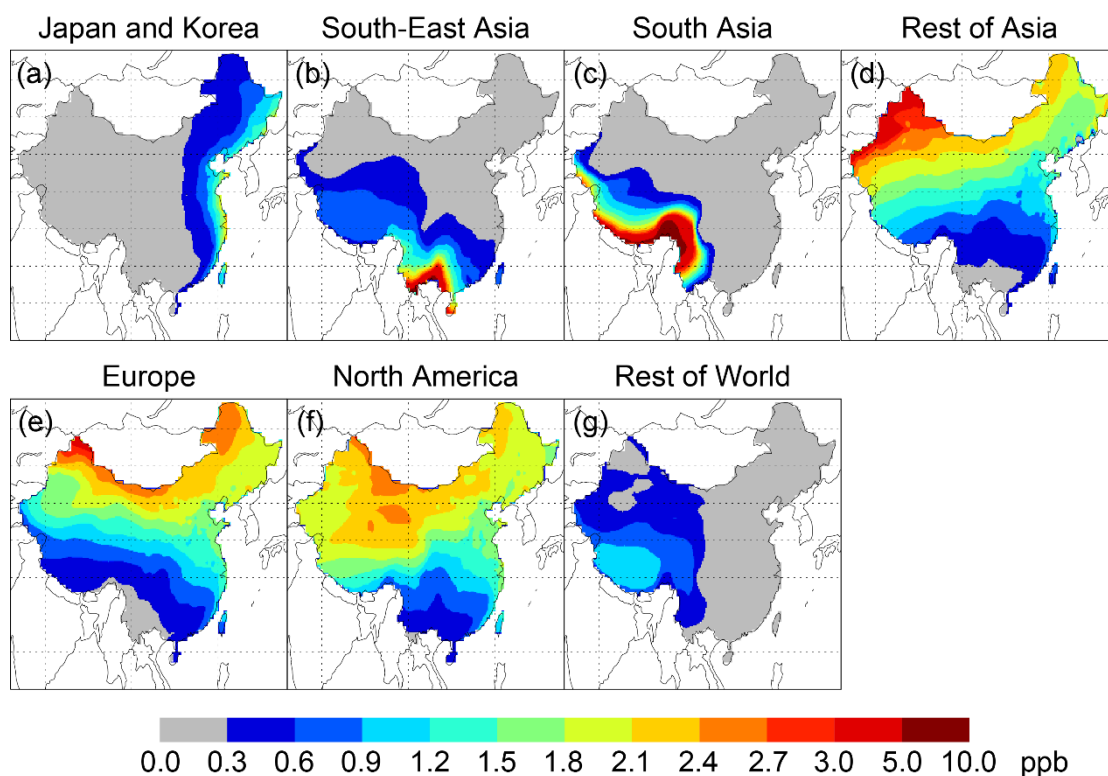 Japan and Korea South-East Asia South Asia Rest of Asia
(a) (b) (c) (d)
Europe North America Rest of World
(e) (f) (g)
0.0 0.3 0.6 0.9 1.2 1.5 1.8 2.1 2.4 2.7 3.0 5.0 10.0 ppb